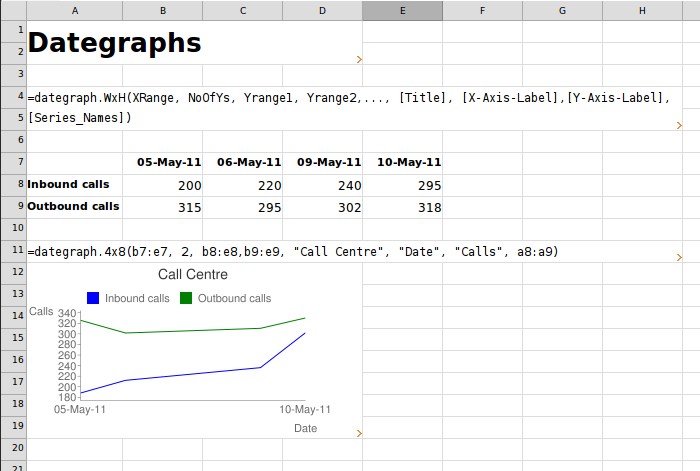 A B C D E F G H
1
Dategraphs
2
3
4 =dategraph.WxH(XRange, NoOfYs, Yrange1, Yrange2,..., [Title], [X-Axis-Label],[Y-Axis-Label],
5 [Series_Names])
6
7 05-May-11 06-May-11 09-May-11 10-May-11
8 Inbound calls 200 220 240 295
9 Outbound calls 315 295 302 318
10
11 =dategraph.4x8(b7:e7, 2, b8:e8,b9:e9, "Call Centre", "Date", "Calls", a8:a9)
12 Call Centre
13 Inbound calls Outbound calls
14 Calls 340
320
15 300
280
16 260
240
17 220
200
18 180
05-May-11 10-May-11
19 Date
20
21